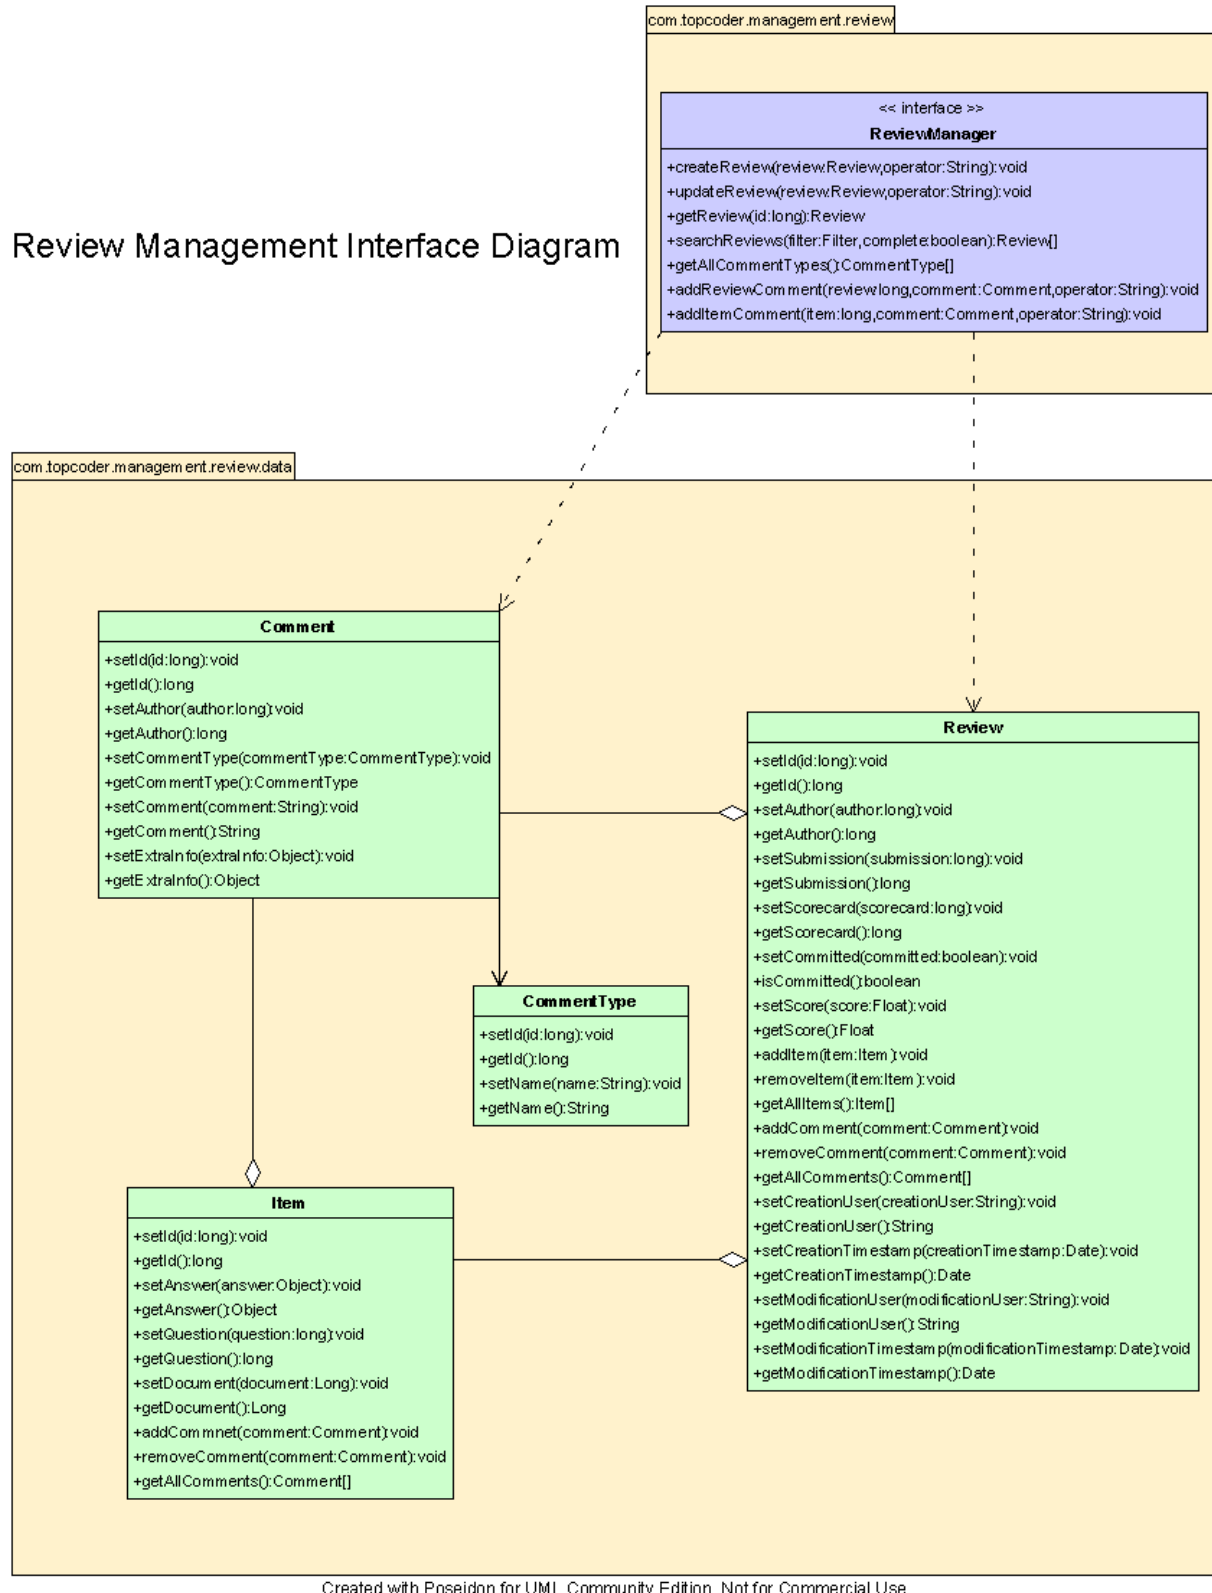 com.topcoder.management.review
<< interface >>
ReviewManager
+createReview(review:Review,operator:String):void
+updateReview(review:Review,operator:String):void
+getReview(id:long):Review
+searchReviews(filter:Filter,complete:boolean):Review[]
+getAllCommentTypes():CommentType[]
+addReviewComment(review:long,comment:Comment,operator:String):void
+addItemComment(item:long,comment:Comment,operator:String):void
Review Management Interface Diagram
com.topcoder.management.review.data
Comment
+setId(id:long):void
+getId():long
+setAuthor(author:long):void
+getAuthor():long
+setCommentType(commentType:CommentType):void
+getCommentType():CommentType
+setComment(comment:String):void
+getComment():String
+setExtraInfo(extraInfo:Object):void
+getExtraInfo():Object
Review
+setId(id:long):void
+getId():long
+setAuthor(author:long):void
+getAuthor():long
+setSubmission(submission:long):void
+getSubmission():long
+setScorecard(scorecard:long):void
+getScorecard():long
+setCommitted(committed:boolean):void
+isCommitted():boolean
+setScore(score:Float):void
+getScore():Float
+addItem(item:Item ):void
+removeItem(item:Item ):void
+getAllItems():Item[]
+addComment(comment:Comment):void
+removeComment(comment:Comment):void
+getAllComments():Comment[]
+setCreationUser(creationUser:String):void
+getCreationUser():String
+setCreationTimestamp(creationTimestamp:Date):void
+getCreationTimestamp():Date
+setModificationUser(modificationUser:String):void
+getModificationUser():String
+setModificationTimestamp(modificationTimestamp:Date):void
+getModificationTimestamp():Date
CommentType
+setId(id:long):void
+getId():long
+setName(name:String):void
+getName():String
Item
+setId(id:long):void
+getId():long
+setAnswer(answer:Object):void
+getAnswer():Object
+setQuestion(question:long):void
+getQuestion():long
+setDocument(document:Long):void
+getDocument():Long
+addCommnet(comment:Comment):void
+removeComment(comment:Comment):void
+getAllComments():Comment[]
Created with Poseidon for UML Community Edition. Not for Commercial Use.